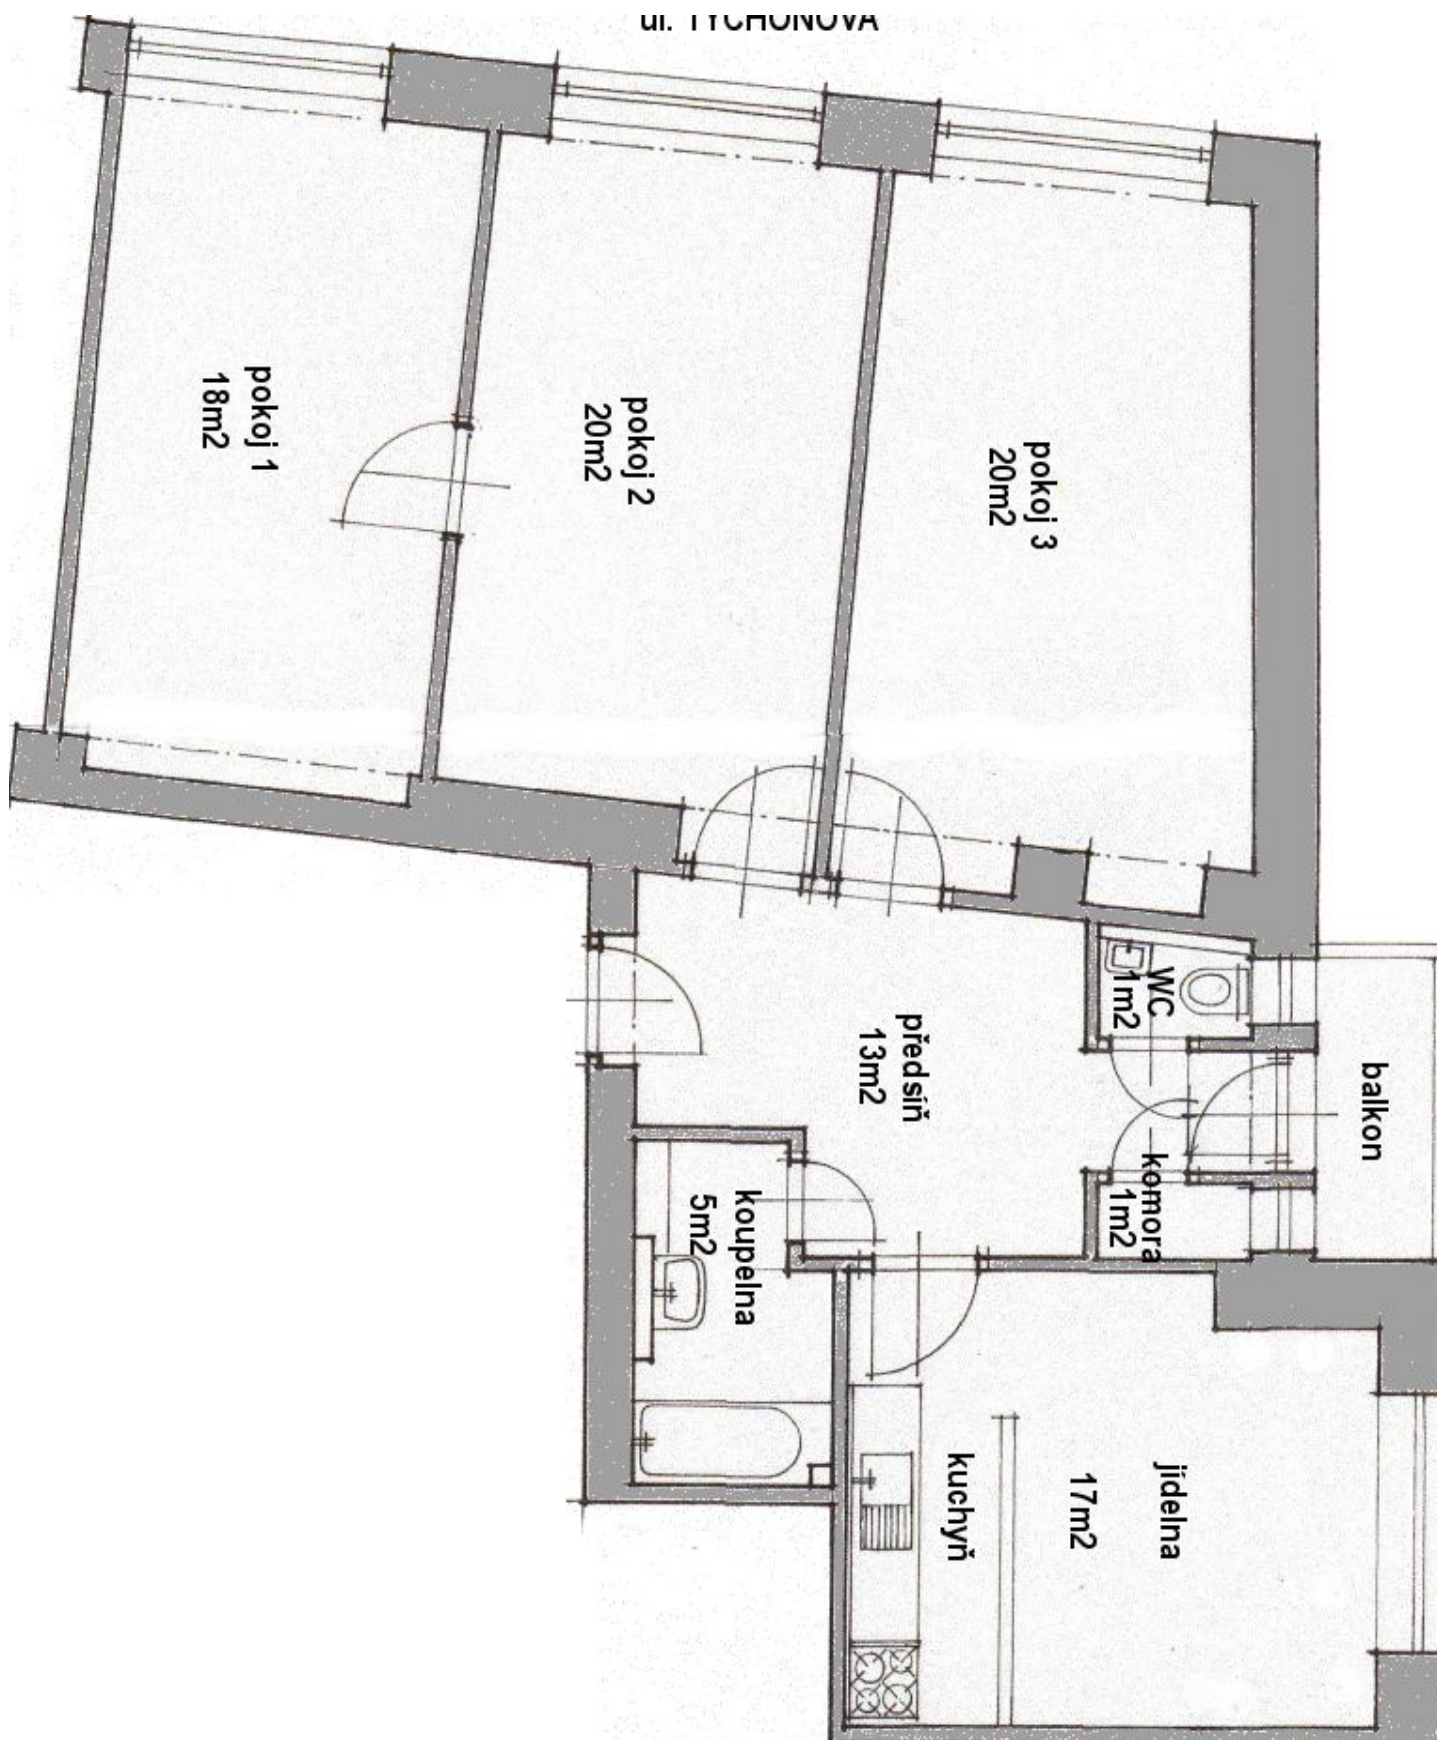 ul. TYCHONOVA
pokoj 1
18m2
pokoj 2
20m2
pokoj 3
20m2
předsíň
13m2
WC
1m2
balkon
komora
1m2
koupelna
5m2
kuchyň
17m2
jídelna